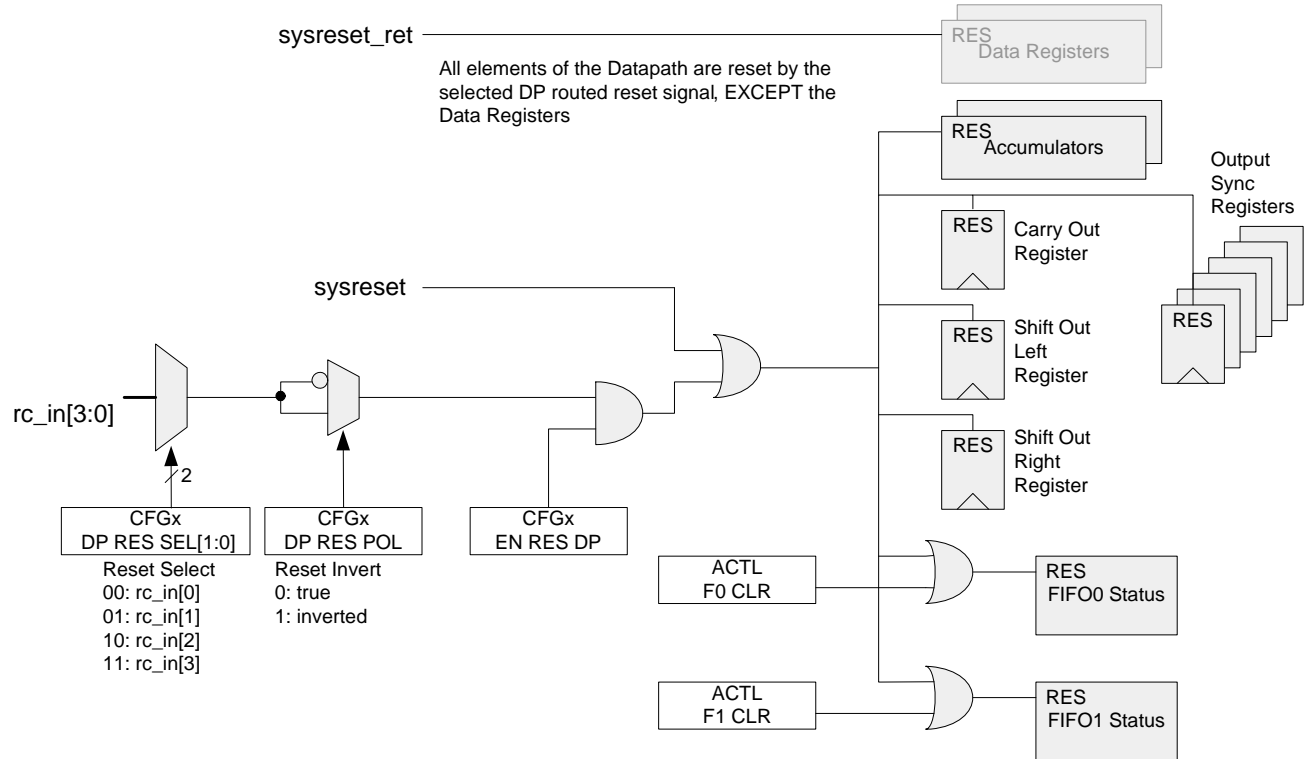 sysreset_ret
RES
Data Registers
All elements of the Datapath are reset by the
selected DP routed reset signal, EXCEPT the
Data Registers
RES
Accumulators
Output
Sync
Registers
RES
Carry Out
Register
sysreset
RES
Shift Out
Left
Register
RES
rc_in[3:0]
2
RES
Shift Out
Right
Register
CFGx
DP RES SEL[1:0]
CFGx
DP RES POL
CFGx
EN RES DP
Reset Select
00: rc_in[0]
01: rc_in[1]
10: rc_in[2]
11: rc_in[3]
Reset Invert
0: true
1: inverted
ACTL
F0 CLR
RES
FIFO0 Status
ACTL
F1 CLR
RES
FIFO1 Status